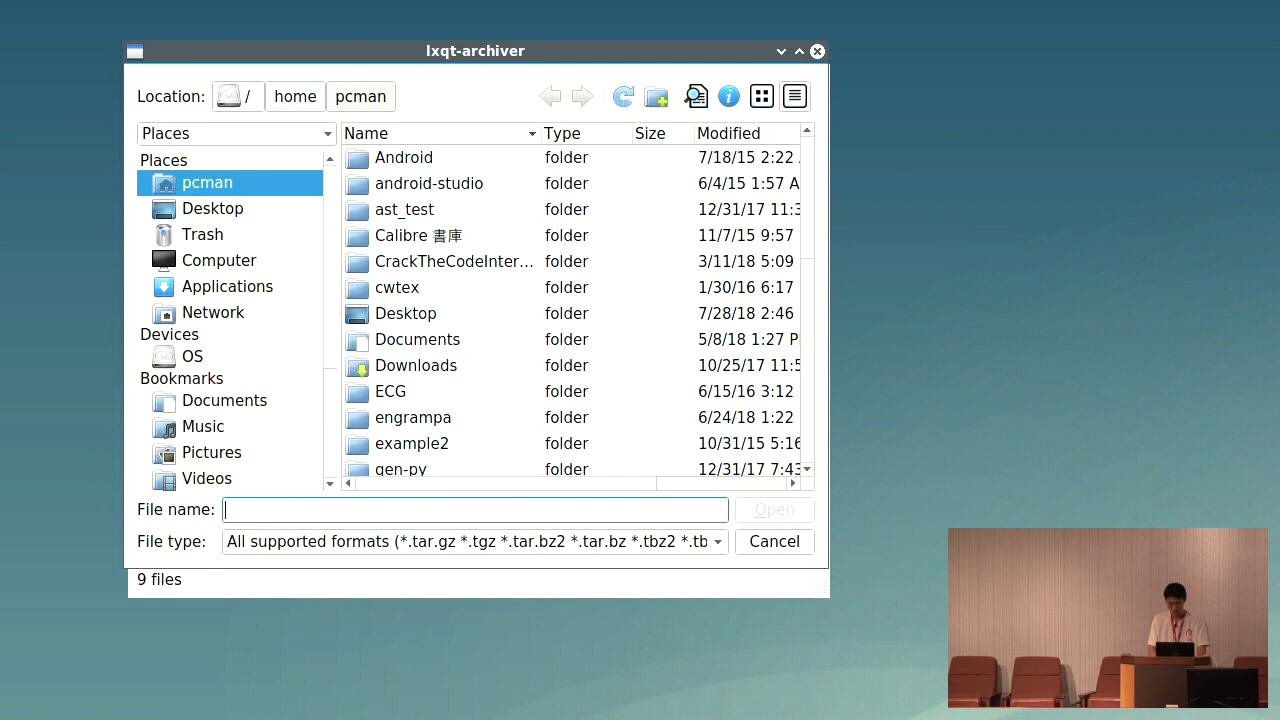 lxqt-archiver
Location: / home pcman
Places
Places
pcman
Desktop
Trash
Computer
Applications
Network
Devices
OS
Bookmarks
Documents
Music
Pictures
Videos
Name Type Size Modified
Android folder 7/18/15 2:22
android-studio folder 6/4/15 1:57 A
ast_test folder 12/31/17 11:3
Calibre 書庫 folder 11/7/15 9:57
CrackTheCodeInter... folder 3/11/18 5:09
cwtex folder 1/30/16 6:17
Desktop folder 7/28/18 2:46
Documents folder 5/8/18 1:27 P
Downloads folder 10/25/17 11:5
ECG folder 6/15/16 3:12
engrampa folder 6/24/18 1:22
example2 folder 10/31/15 5:16
gen-py folder 12/31/17 7:43
File name: Open
File type: All supported formats (*.tar.gz *.tgz *.tar.bz2 *.tar.bz *.tbz2 *.tb Cancel
9 files